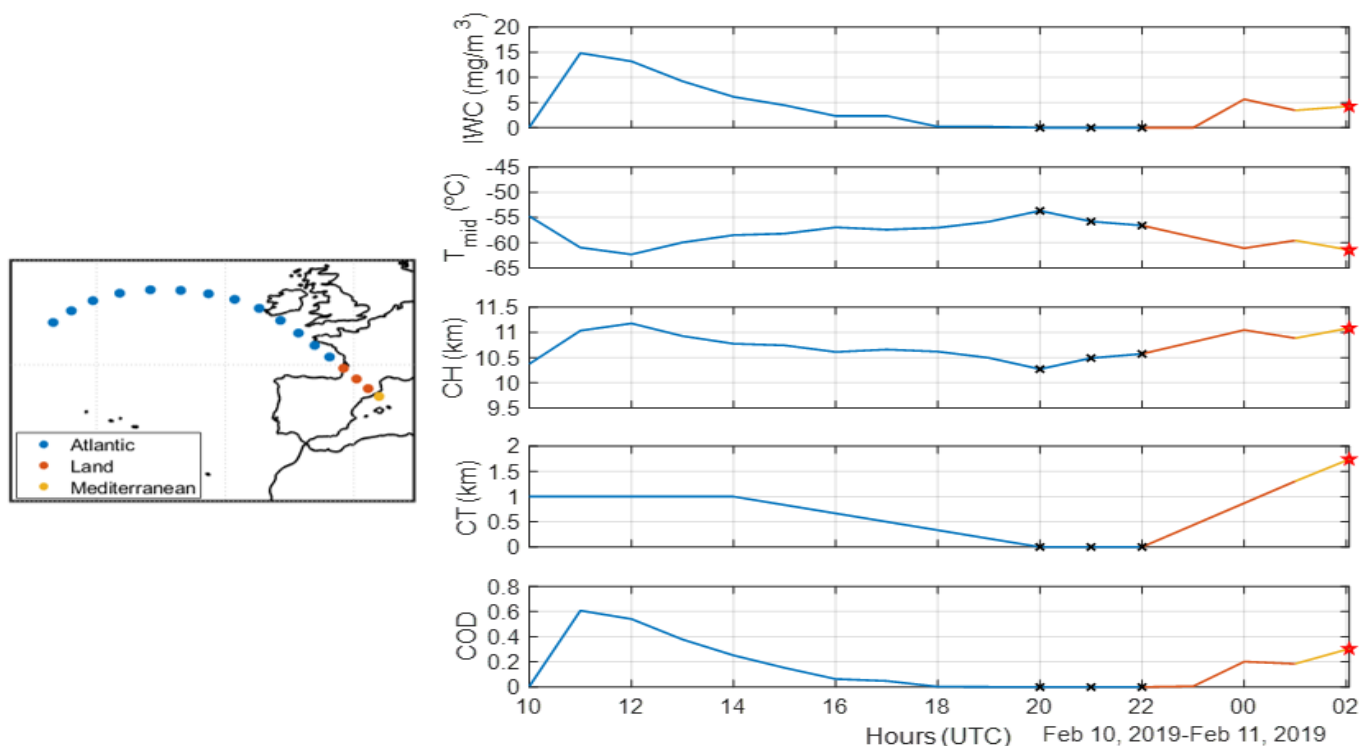 Atlantic
Land
Mediterranean
IWC (mg/m³)
20
15
10
5
0
T_mid (ºC)
-45
-50
-55
-60
-65
CH (km)
11.5
11
10.5
10
9.5
CT (km)
2
1.5
1
0.5
0
COD
0.8
0.6
0.4
0.2
0
10 12 14 16 18 20 22 00 02
Hours (UTC) Feb 10, 2019-Feb 11, 2019